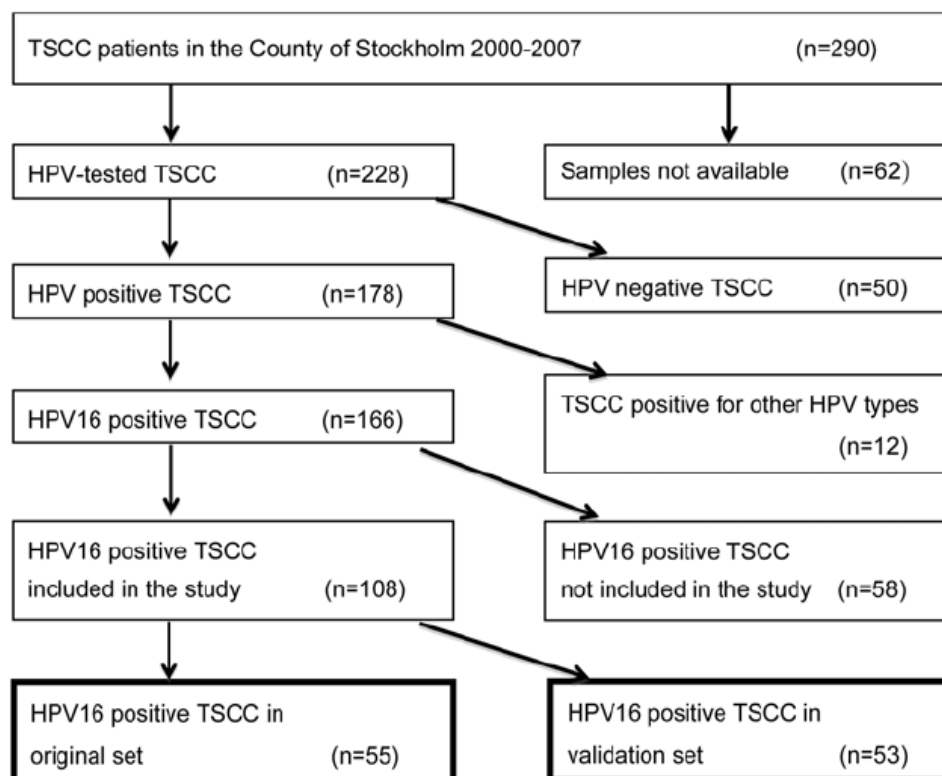 TSCC patients in the County of Stockholm 2000-2007 (n=290)
HPV-tested TSCC (n=228)
Samples not available (n=62)
HPV positive TSCC (n=178)
HPV negative TSCC (n=50)
HPV16 positive TSCC (n=166)
TSCC positive for other HPV types
(n=12)
HPV16 positive TSCC
included in the study (n=108)
HPV16 positive TSCC
not included in the study (n=58)
HPV16 positive TSCC in
original set (n=55)
HPV16 positive TSCC in
validation set (n=53)